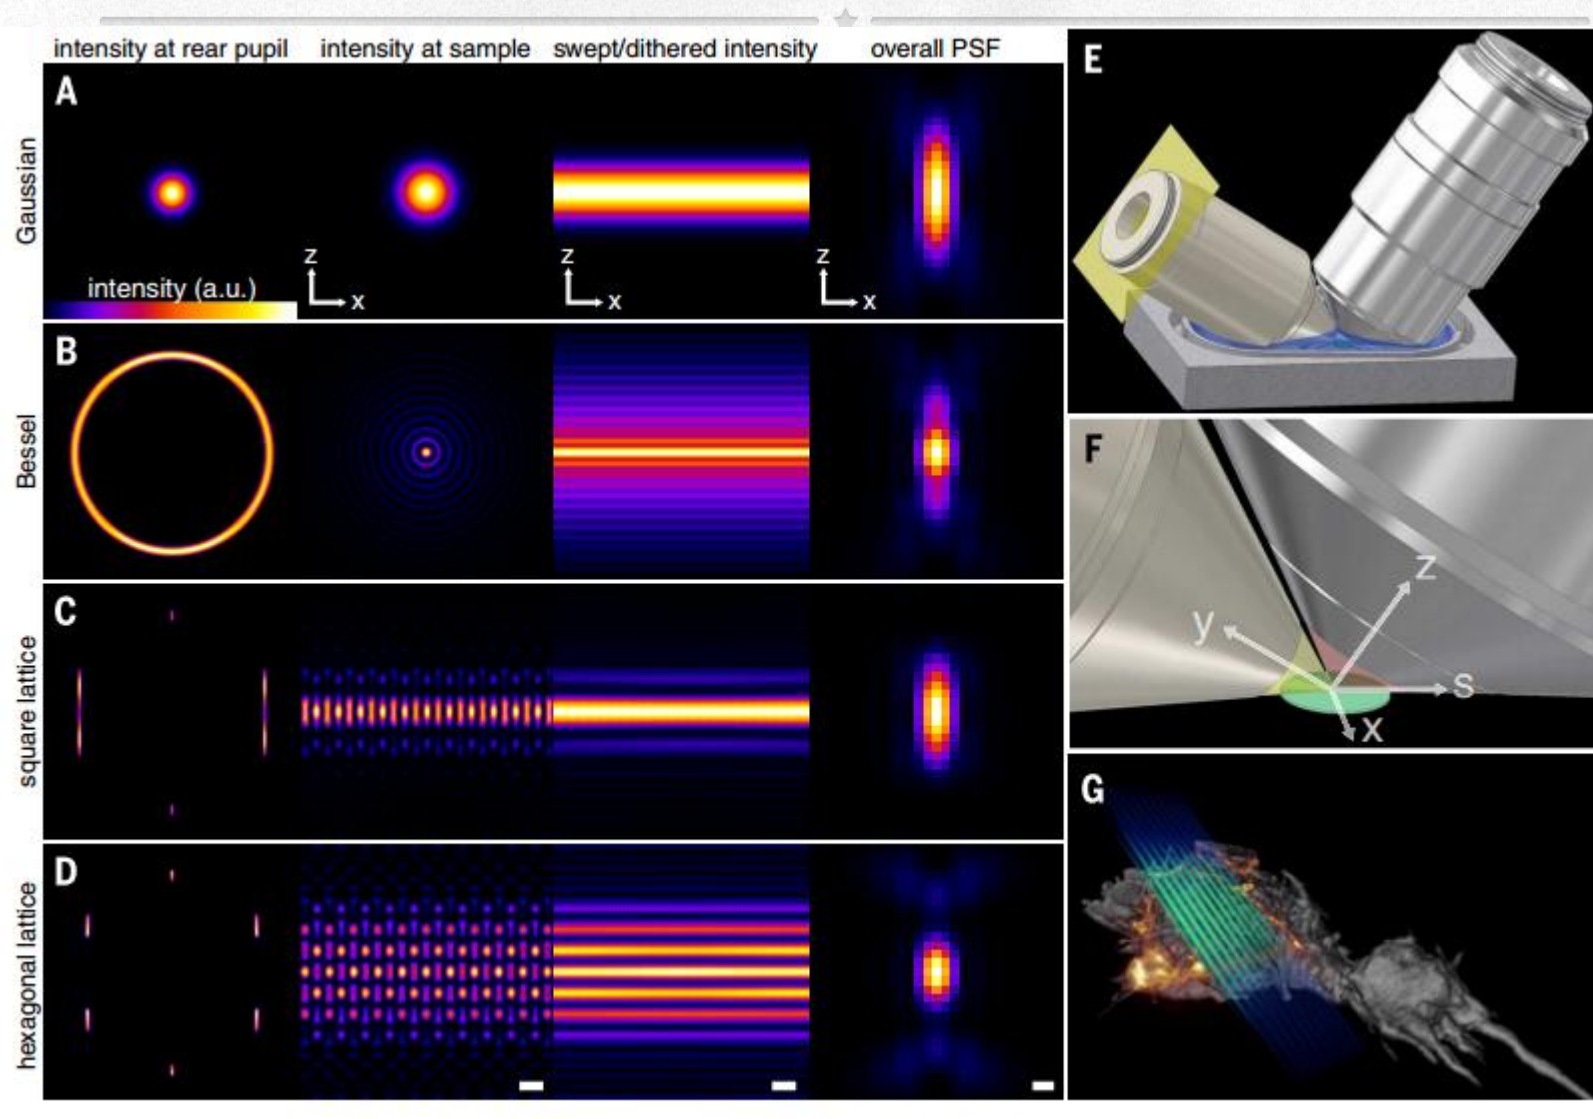 intensity at rear pupil intensity at sample swept/dithered intensity overall PSF
A
Gaussian
intensity (a.u.)
z
x
z
x
z
x
B
Bessel
C
square lattice
D
hexagonal lattice
E
F
z
y
s
x
G